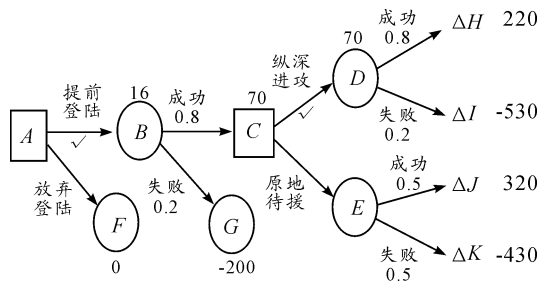 成功
0.8
ΔH 220
70
D
纵深
进攻
√
失败
0.2
ΔI -530
提前
登陆
√
16
B
成功
0.8
70
C
A
放弃
登陆
F
0
失败
0.2
G
-200
原地
待援
E
成功
0.5
ΔJ 320
失败
0.5
ΔK -430